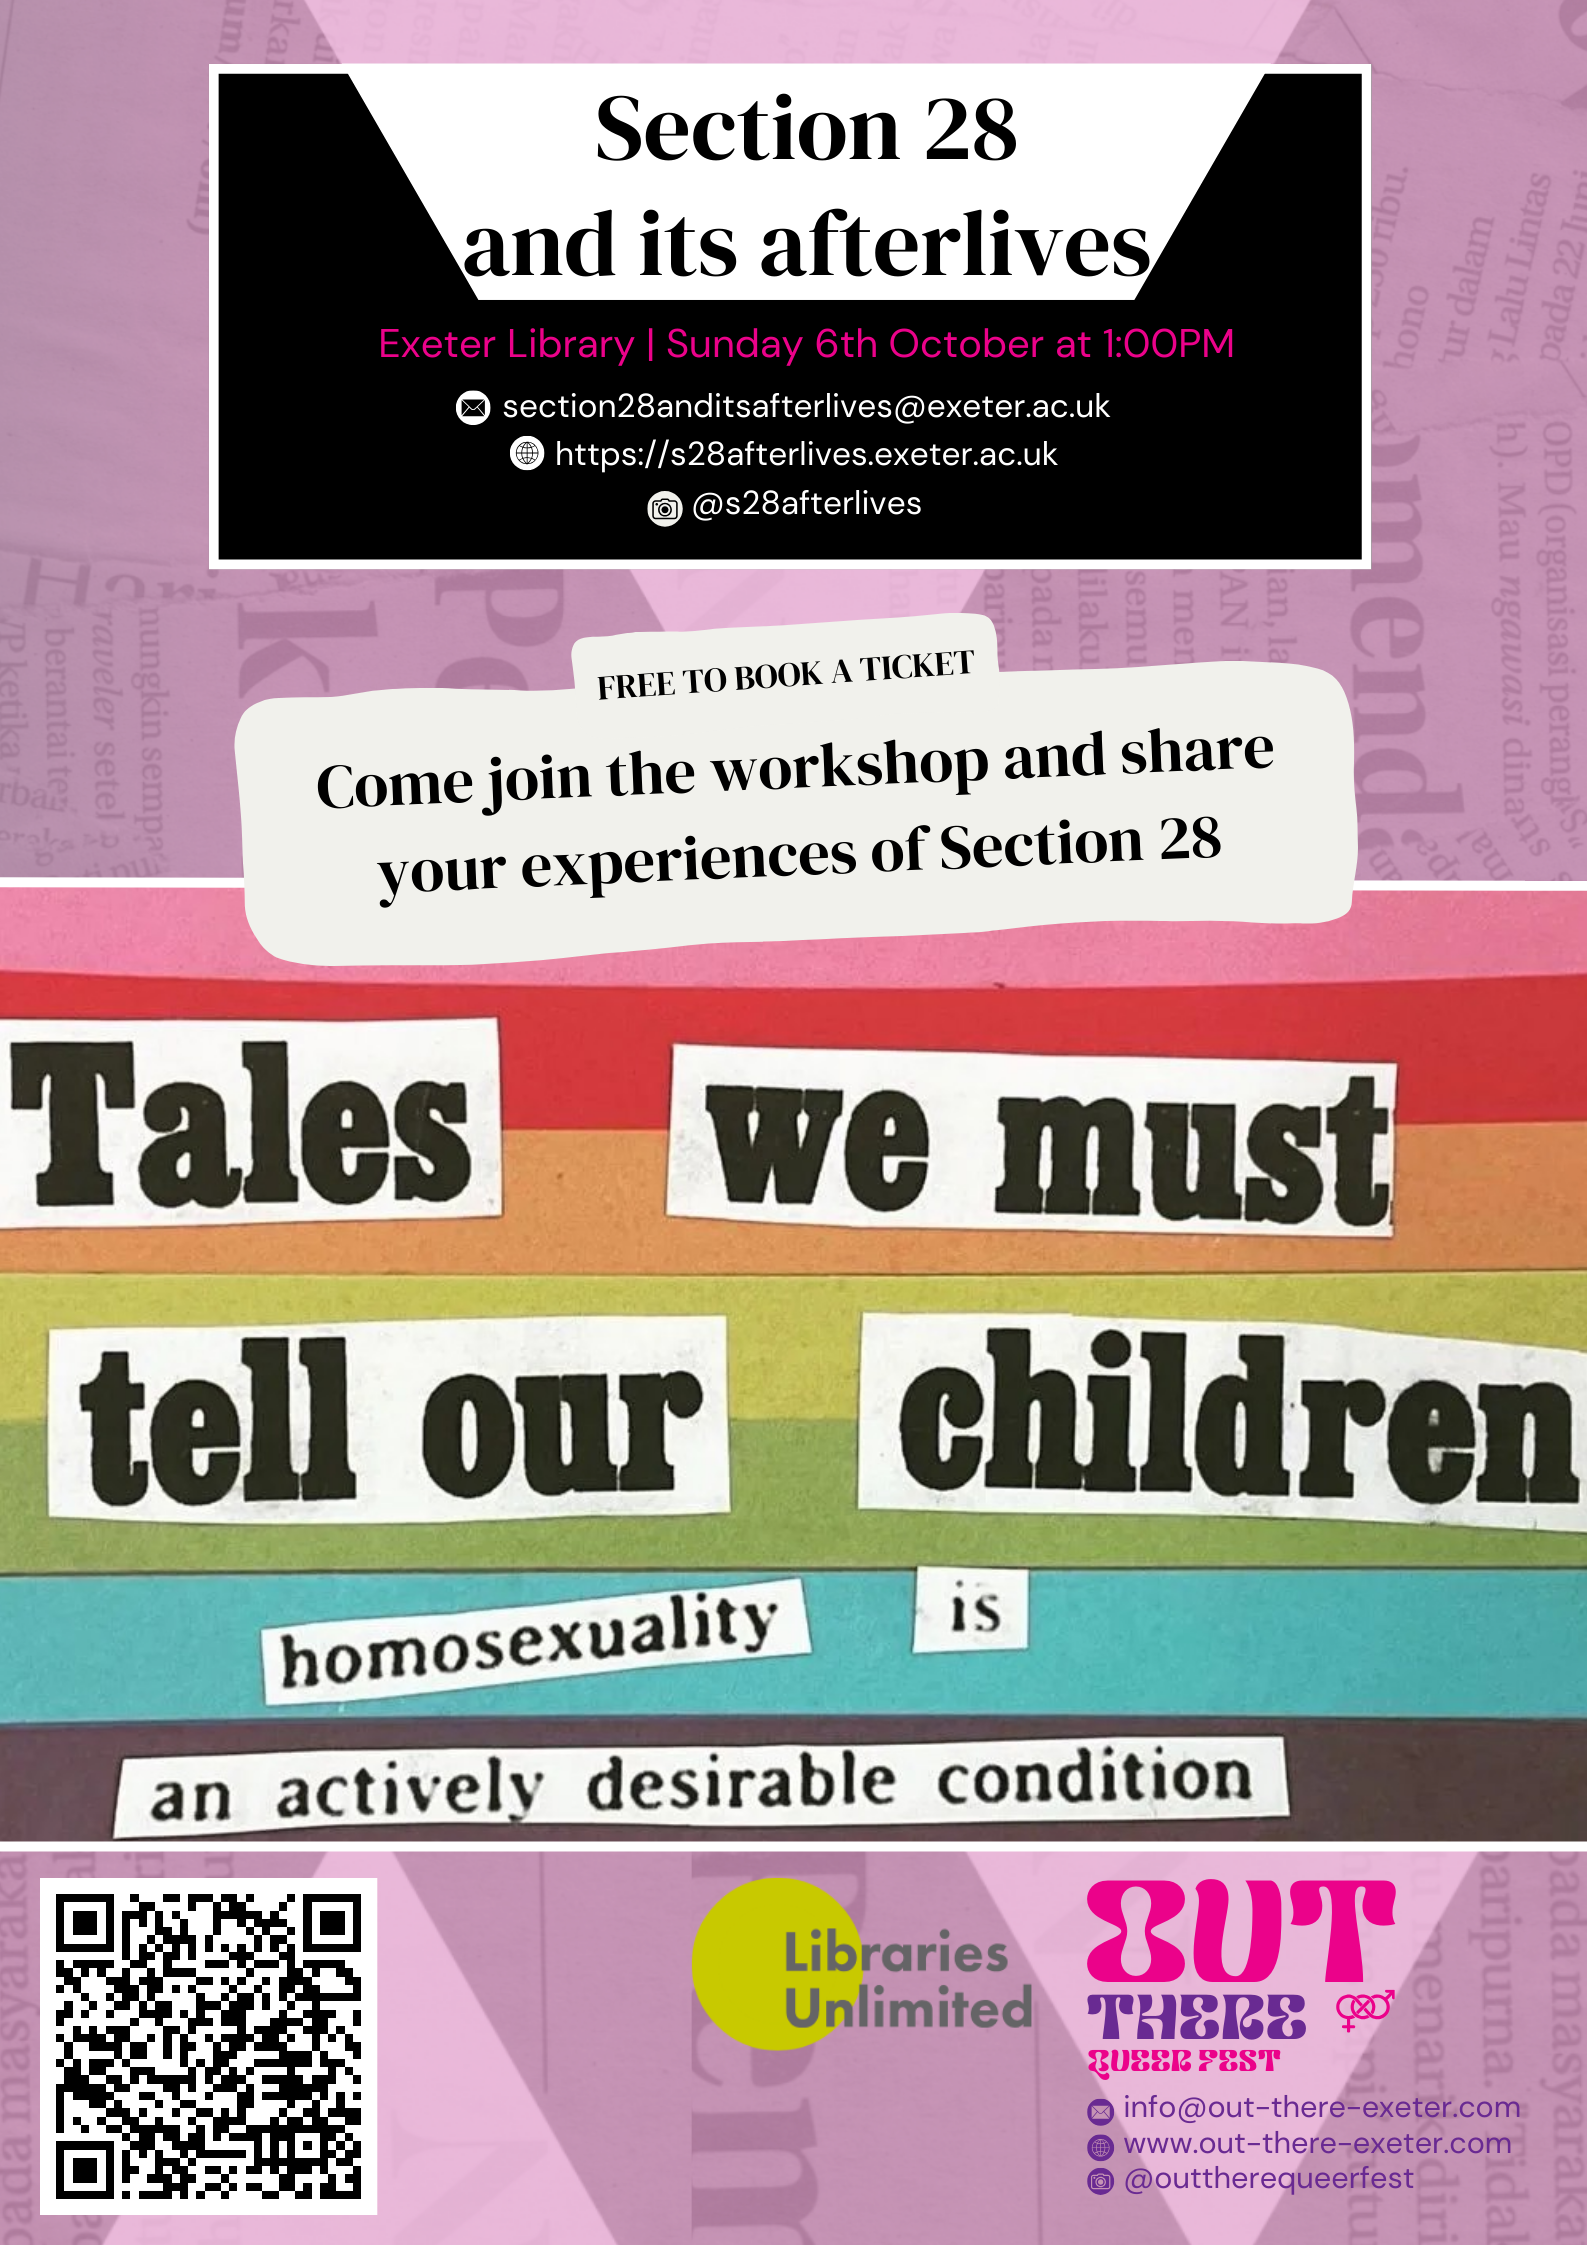 Section 28
and its afterlives
Exeter Library | Sunday 6th October at 1:00PM
section28anditsafterlives@exeter.ac.uk
https://s28afterlives.exeter.ac.uk
@s28afterlives
FREE TO BOOK A TICKET
Come join the workshop and share
your experiences of Section 28
Tales we must
tell our children
homosexuality is
an actively desirable condition
Libraries
Unlimited
OUT
THERE
QUEER FEST
info@out-there-exeter.com
www.out-there-exeter.com
@outtherequeerfest